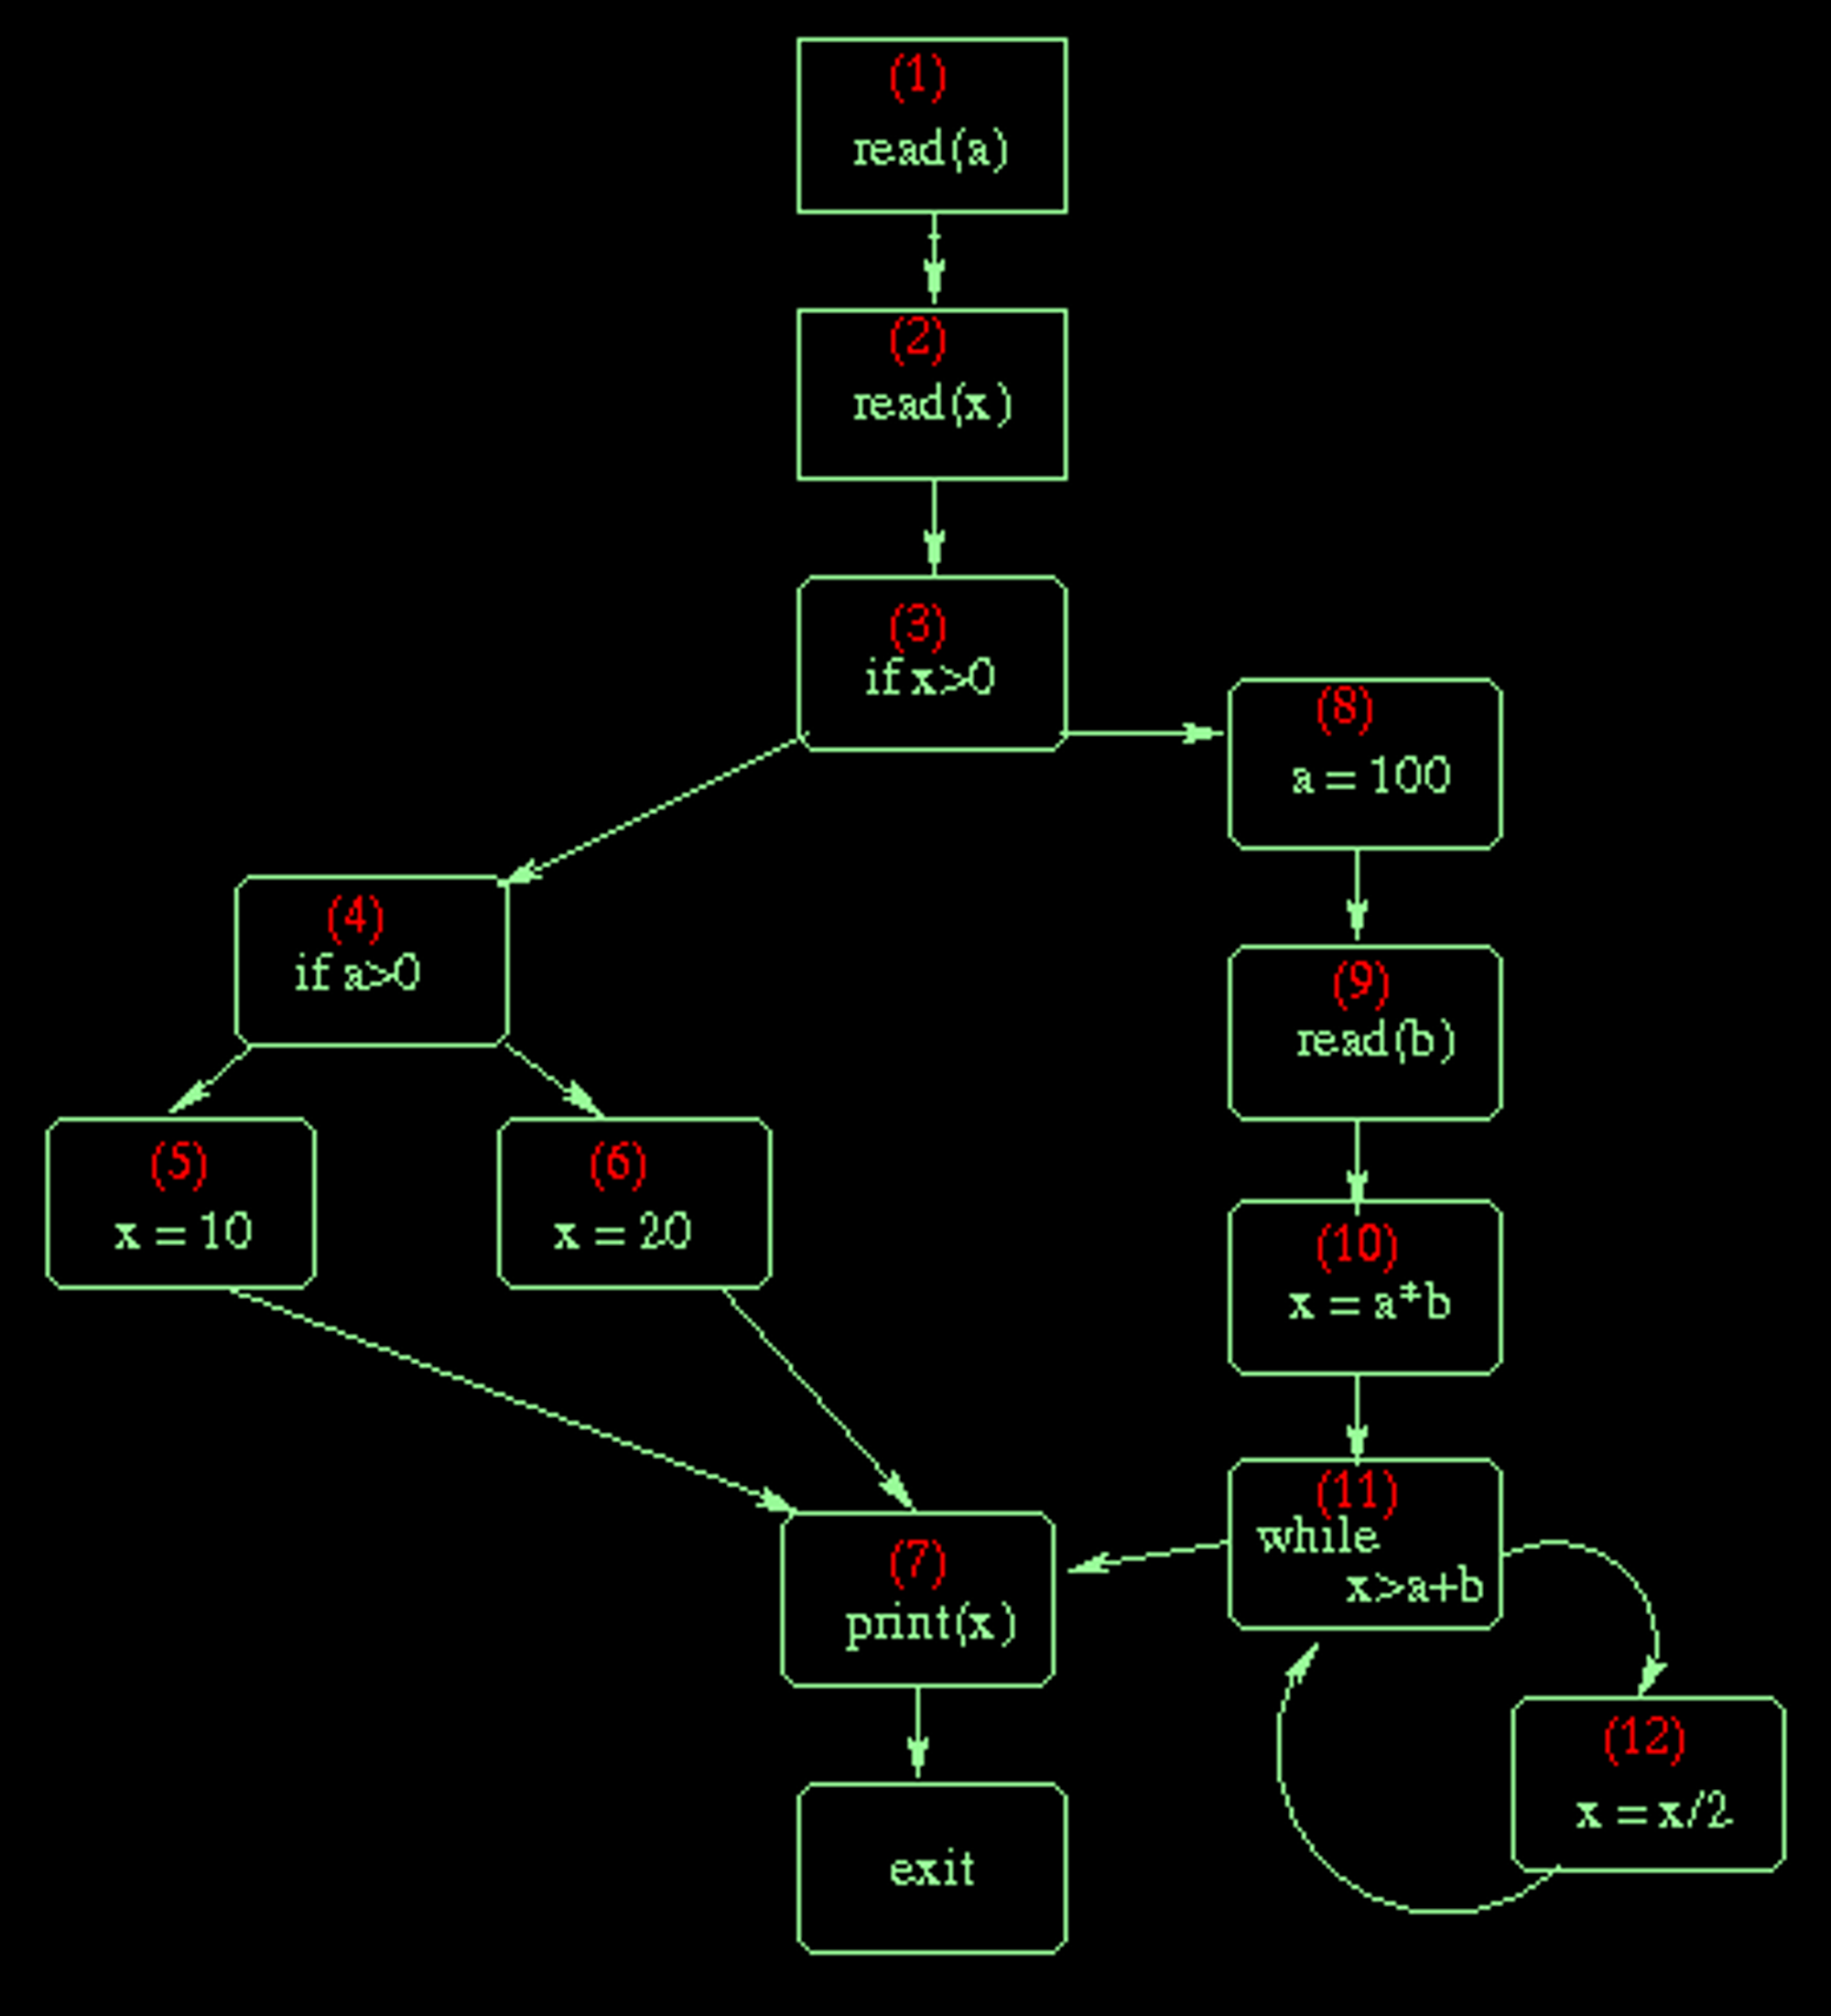 (1)
read(a)
(2)
read(x)
(3)
if x>0
(8)
a = 100
(4)
if a>0
(9)
read(b)
(5)
x = 10
(6)
x = 20
(10)
x = a*b
(11)
while
x>a+b
(7)
print(x)
(12)
x = x/2
exit